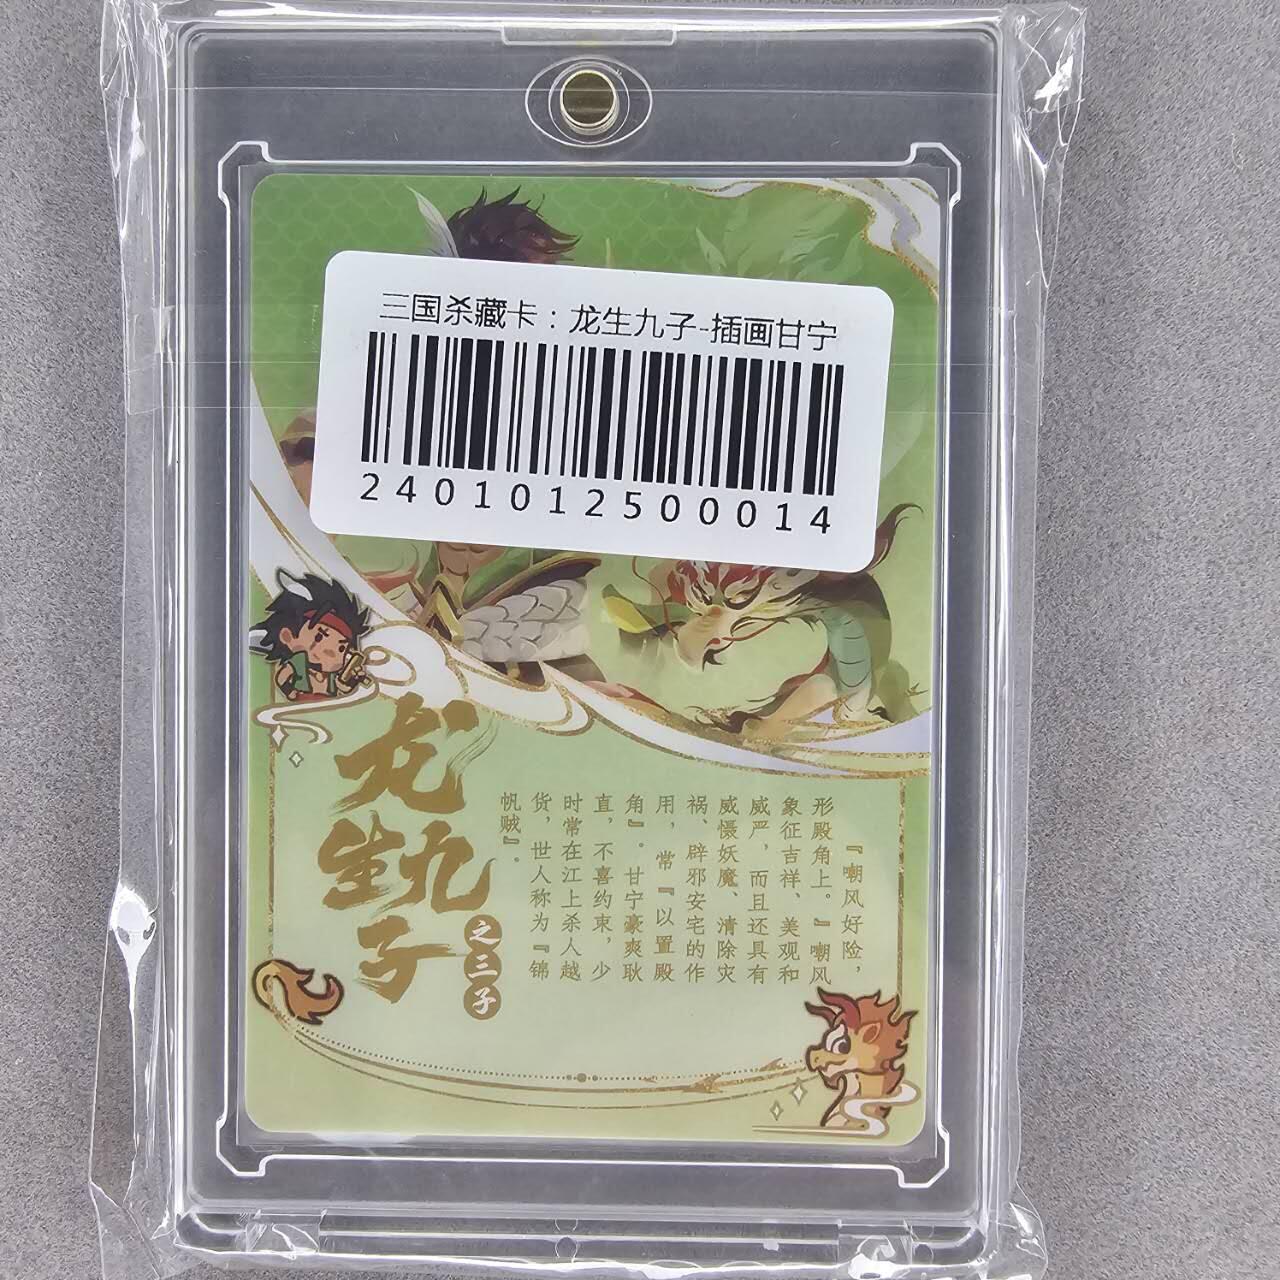 三国杀藏卡：龙生九子-插画甘宁
2401012500014
龙
生九
子
之三子
『嘲风好险，
形殿角上。』嘲风
象征吉祥、美观和
威严，而且还具有
威慑妖魔、清除灾
祸、辟邪安宅的作
用，常『以置殿
角』。甘宁豪爽耿
直，不喜约束，少
时常在江上杀人越
货，世人称为『锦
帆贼』。